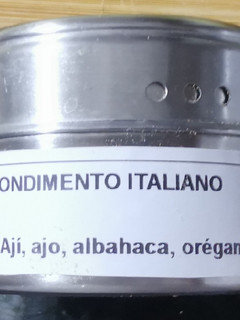 ONDIMENTO ITALIANO
Ají, ajo, albahaca, orégan